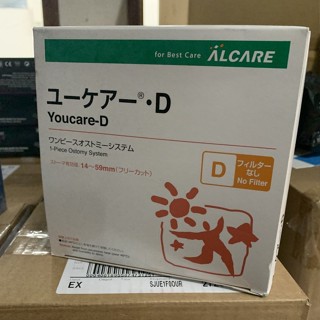 for Best Care ALCARE
ユーケアー®・D
Youcare-D
ワンピースオストミーシステム
1-Piece Ostomy System
14~59mm(フリーカット)
D
フィルター
なし
No Filter
EX
SJUE1F0OUR